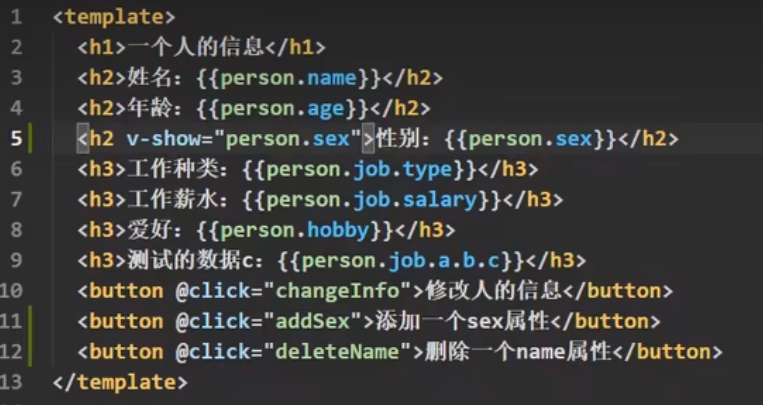 1 <template>
2 <h1>一个人的信息</h1>
3 <h2>姓名：{{person.name}}</h2>
4 <h2>年龄：{{person.age}}</h2>
5 <h2 v-show="person.sex">性别：{{person.sex}}</h2>
6 <h3>工作种类：{{person.job.type}}</h3>
7 <h3>工作薪水：{{person.job.salary}}</h3>
8 <h3>爱好：{{person.hobby}}</h3>
9 <h3>测试的数据c：{{person.job.a.b.c}}</h3>
10 <button @click="changeInfo">修改人的信息</button>
11 <button @click="addSex">添加一个sex属性</button>
12 <button @click="deleteName">删除一个name属性</button>
13 </template>